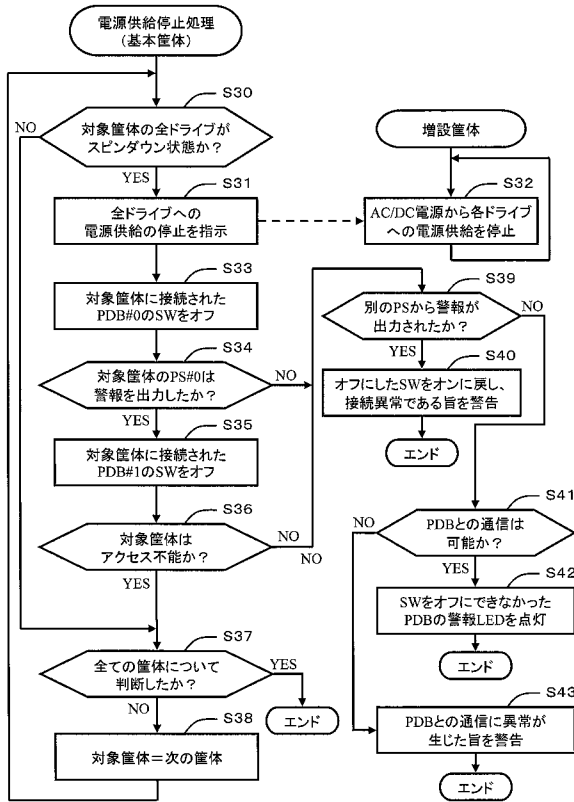 電源供給停止処理
(基本筐体)
S30
対象筐体の全ドライブが
スピンダウン状態か？
NO
YES
S31
全ドライブへの
電源供給の停止を指示
S33
対象筐体に接続された
PDB#0のSWをオフ
S34
対象筐体のPS#0は
警報を出力したか？
NO
YES
S35
対象筐体に接続された
PDB#1のSWをオフ
S36
対象筐体は
アクセス不能か？
NO
NO
YES
S37
全ての筐体について
判断したか？
YES
エンド
NO
S38
対象筐体＝次の筐体
増設筐体
S32
AC/DC電源から各ドライブ
への電源供給を停止
S39
別のPSから警報が
出力されたか？
NO
YES
S40
オフにしたSWをオンに戻し、
接続異常である旨を警告
エンド
S41
PDBとの通信は
可能か？
NO
YES
S42
SWをオフにできなかった
PDBの警報LEDを点灯
エンド
S43
PDBとの通信に異常が
生じた旨を警告
エンド